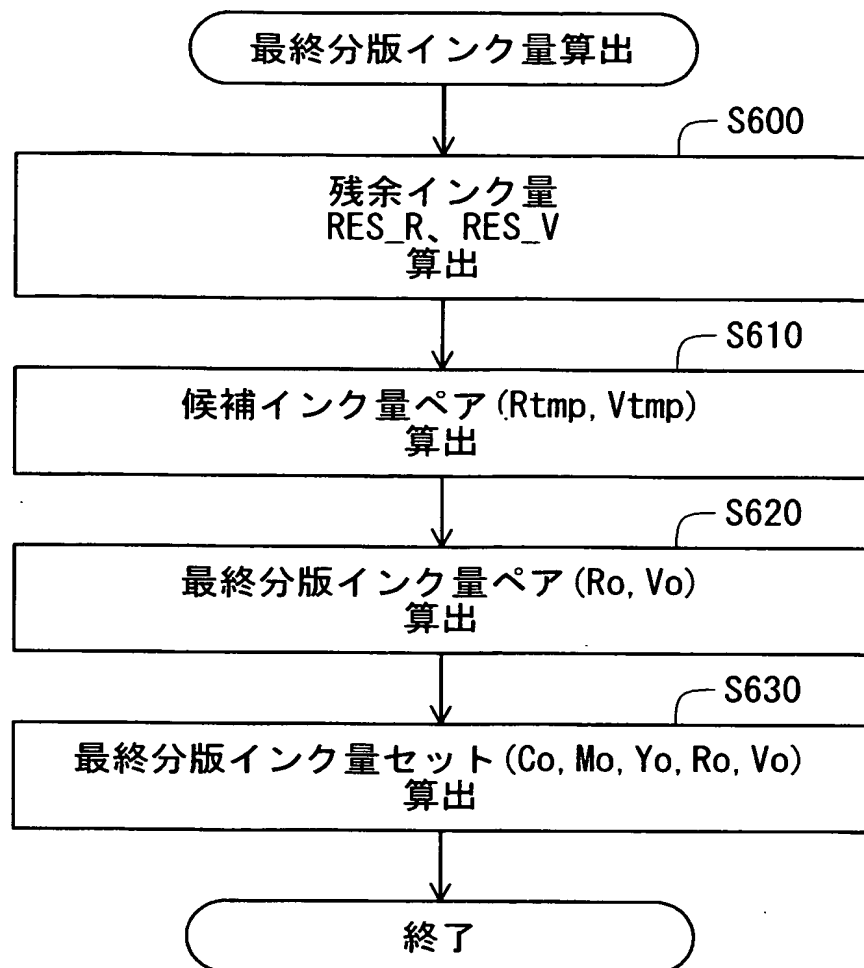 最終分版インク量算出
S600
残余インク量
RES_R、RES_V
算出
S610
候補インク量ペア(Rtmp, Vtmp)
算出
S620
最終分版インク量ペア(Ro, Vo)
算出
S630
最終分版インク量セット(Co, Mo, Yo, Ro, Vo)
算出
終了